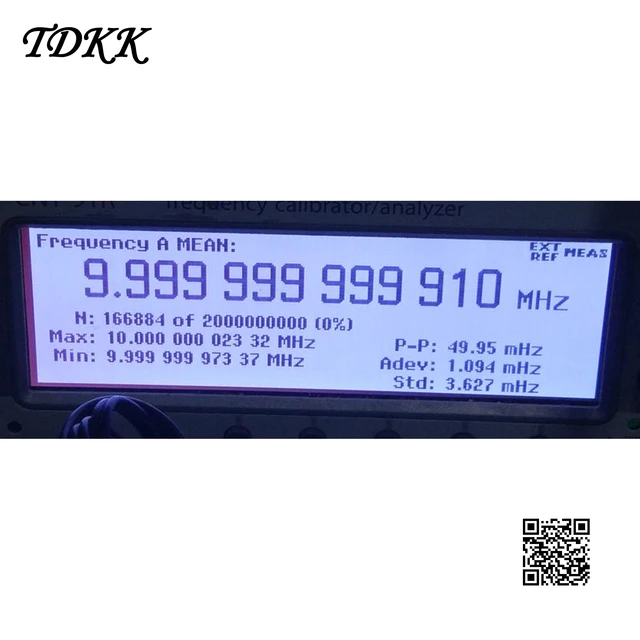 TDKK
frequency calibrator/analyzer
Frequency A MEAN:
EXT REF MEAS
9.999 999 999 910 MHz
N: 166884 of 2000000000 (0%)
Max: 10.000 000 023 32 MHz
Min: 9.999 999 973 37 MHz
P-P: 49.95 mHz
Adev: 1.094 mHz
Std: 3.627 mHz